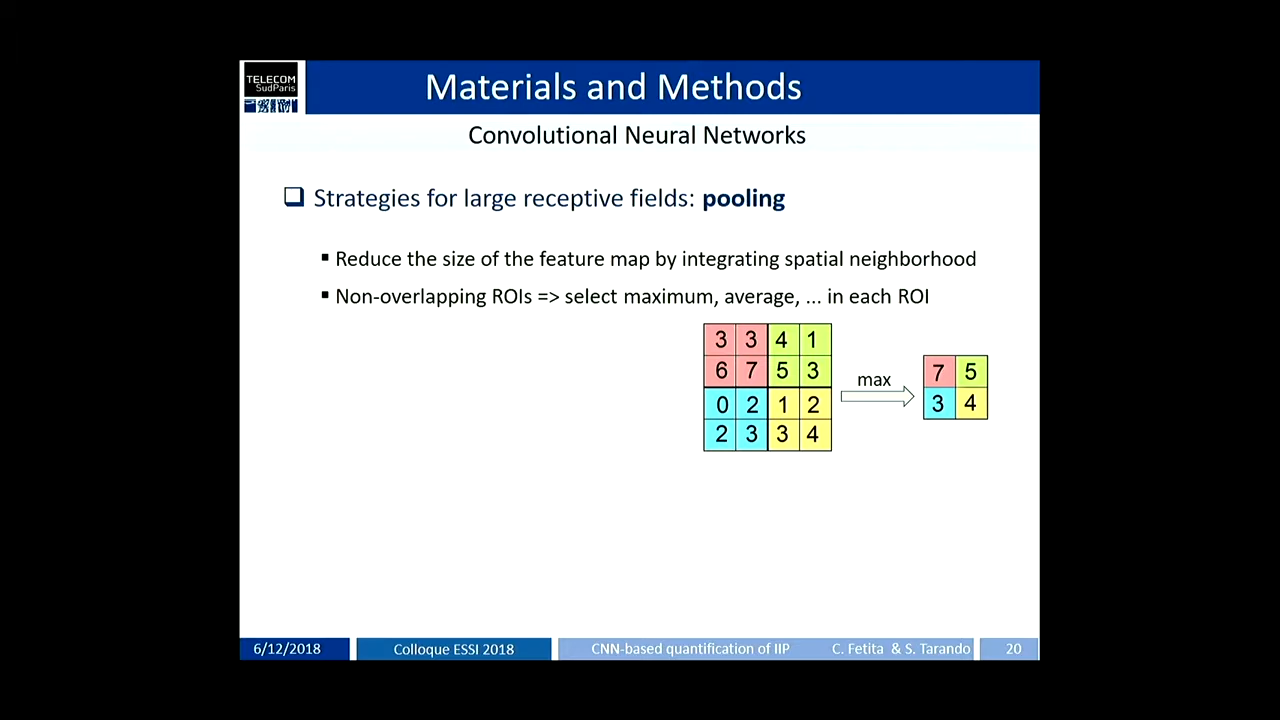 TELECOM
SudParis
Materials and Methods
Convolutional Neural Networks
❑ Strategies for large receptive fields: pooling
▪ Reduce the size of the feature map by integrating spatial neighborhood
▪ Non-overlapping ROIs => select maximum, average, ... in each ROI
3 3 4 1
6 7 5 3
0 2 1 2
2 3 3 4
max
7 5
3 4
6/12/2018 Colloque ESSI 2018 CNN-based quantification of IIP C. Fetita & S. Tarando 20